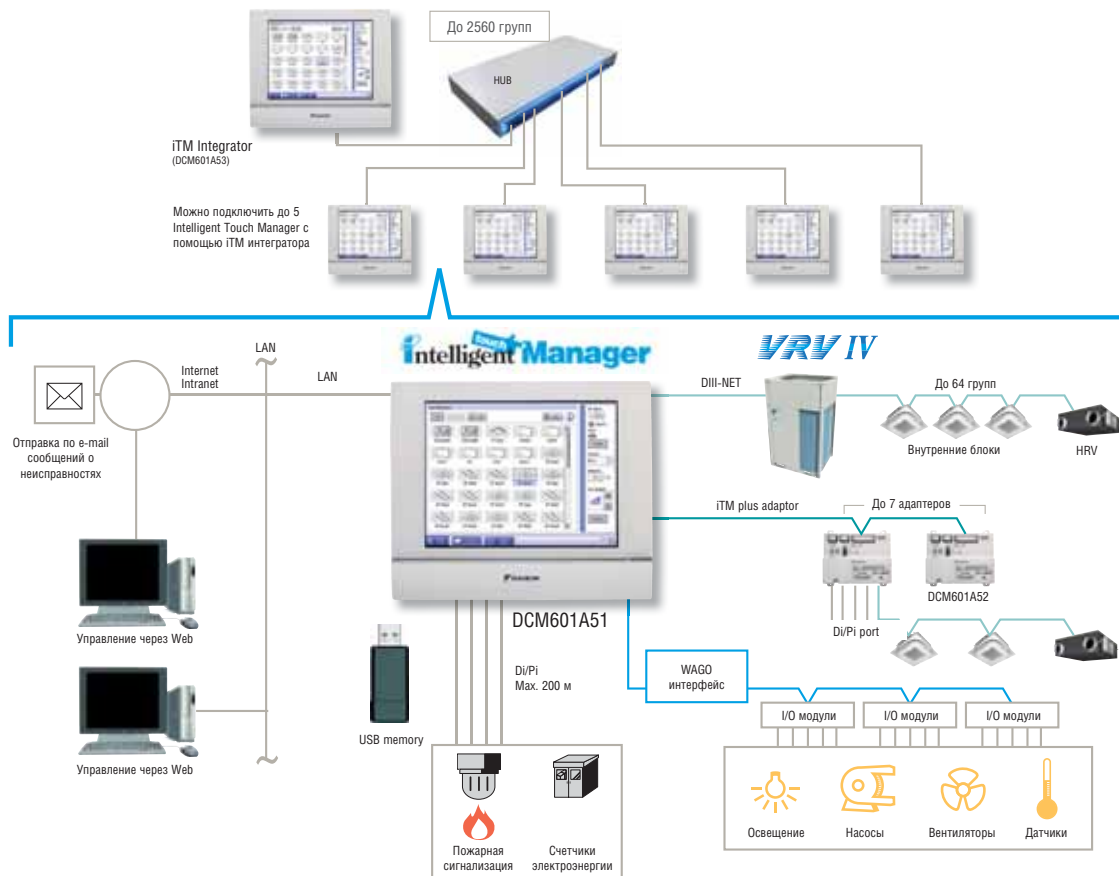 До 2560 групп
HUB
iTM Integrator
(DCM601A53)
Можно подключить до 5
Intelligent Touch Manager с
помощью iTM интегратора
LAN
Internet
Intranet
LAN
touch
intelligent Manager
VRV IV
DIII-NET
До 64 групп
Внутренние блоки
HRV
Отправка по e-mail
сообщений о
неисправностях
iTM plus adaptor
До 7 адаптеров
DCM601A52
Di/Pi port
DAIKIN
DCM601A51
Управление через Web
Di/Pi
Max. 200 м
WAGO
интерфейс
USB memory
I/O модули
I/O модули
I/O модули
Управление через Web
Освещение
Насосы
Вентиляторы
Датчики
Пожарная
сигнализация
Счетчики
электроэнергии